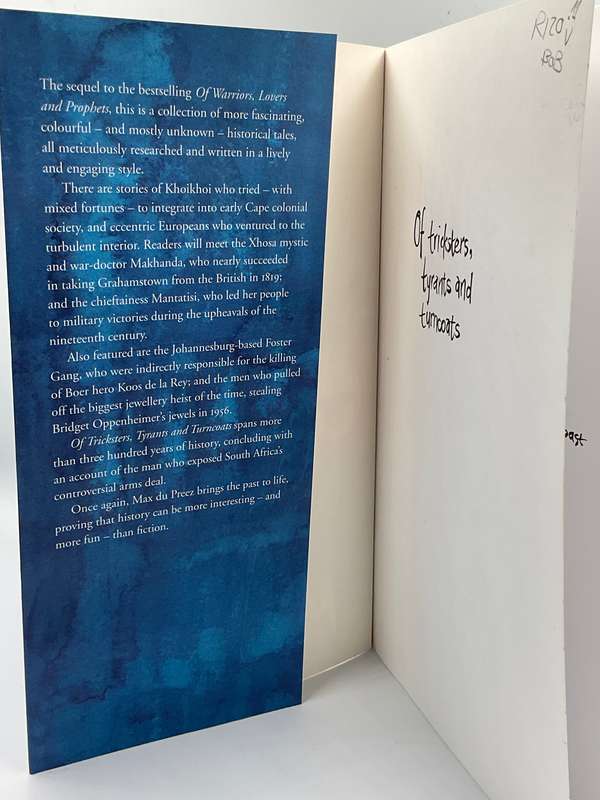 The sequel to the bestselling Of Warriors, Lovers
and Prophets, this is a collection of more fascinating,
colourful – and mostly unknown – historical tales,
all meticulously researched and written in a lively
and engaging style.
There are stories of Khoikhoi who tried – with
mixed fortunes – to integrate into early Cape colonial
society, and eccentric Europeans who ventured to the
turbulent interior. Readers will meet the Xhosa mystic
and war-doctor Makhanda, who nearly succeeded
in taking Grahamstown from the British in 1819;
and the chieftainess Mantatisi, who led her people
to military victories during the upheavals of the
nineteenth century.
Also featured are the Johannesburg-based Foster
Gang, who were indirectly responsible for the killing
of Boer hero Koos de la Rey; and the men who pulled
off the biggest jewellery heist of the time, stealing
Bridget Oppenheimer's jewels in 1956.
Of Tricksters, Tyrants and Turncoats spans more
than three hundred years of history, concluding with
an account of the man who exposed South Africa's
controversial arms deal.
Once again, Max du Preez brings the past to life,
proving that history can be more interesting – and
more fun – than fiction.
Of tricksters,
tyrants and
turncoats
past